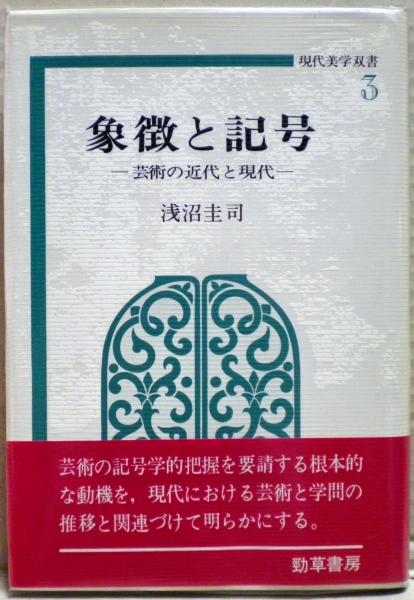 現代美学双書
3
象徴と記号
―芸術の近代と現代―
浅沼圭司
芸術の記号学的把握を要請する根本的
な動機を，現代における芸術と学問の
推移と関連づけて明らかにする。
勁草書房